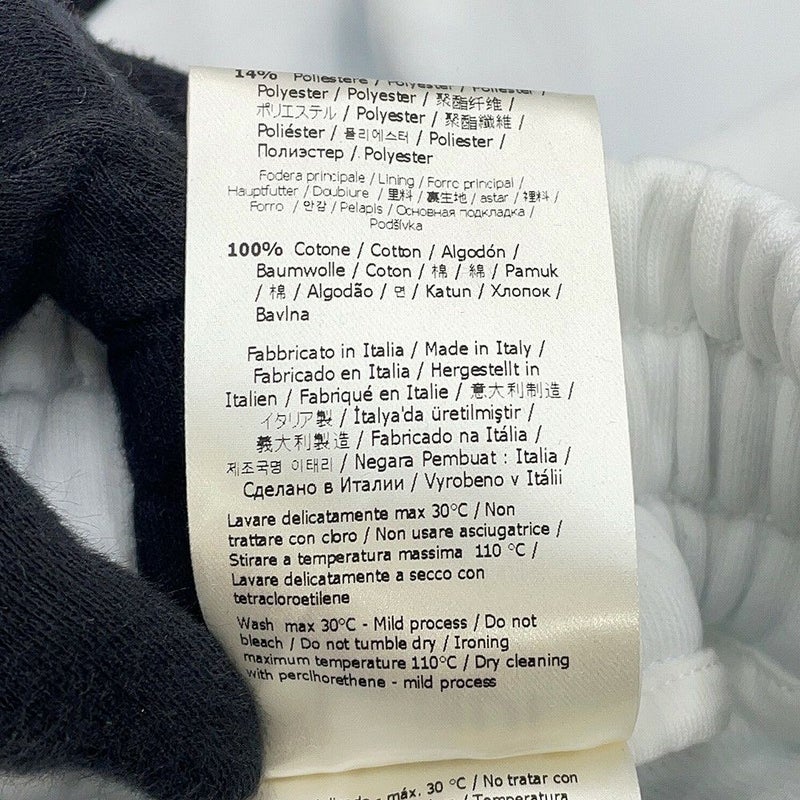 14% Poliestere / Polyester / Poliéster /
Polyester / Polyester / 聚酯纤维 /
ポリエステル / Polyester / 聚酯纖維 /
Poliéster / 폴리에스터 / Poliester /
Полиэстер / Polyester
Fodera principale / Lining / Forro principal /
Hauptfutter / Doublure / 里料 / 裏生地 / astar / 裡料 /
Forro / 안감 / Pelapis / Основная подкладка /
Podšívka
100% Cotone / Cotton / Algodón /
Baumwolle / Coton / 棉 / 綿 / Pamuk
/ 棉 / Algodão / 면 / Katun / Хлопок /
Bavlna
Fabbricato in Italia / Made in Italy /
Fabricado en Italia / Hergestellt in
Italien / Fabriqué en Italie / 意大利制造 /
イタリア製 / İtalya'da üretilmiştir /
義大利製造 / Fabricado na Itália /
제조국명 이태리 / Negara Pembuat : Italia /
Сделано в Италии / Vyrobeno v Itálii
Lavare delicatamente max 30°C / Non
trattare con cloro / Non usare asciugatrice /
Stirare a temperatura massima 110 °C /
Lavare delicatamente a secco con
tetracloroetilene
Wash max 30°C - Mild process / Do not
bleach / Do not tumble dry / Ironing
maximum temperature 110°C / Dry cleaning
with perclhorethene - mild process
- máx. 30 °C / No tratar con
/ Temperatura